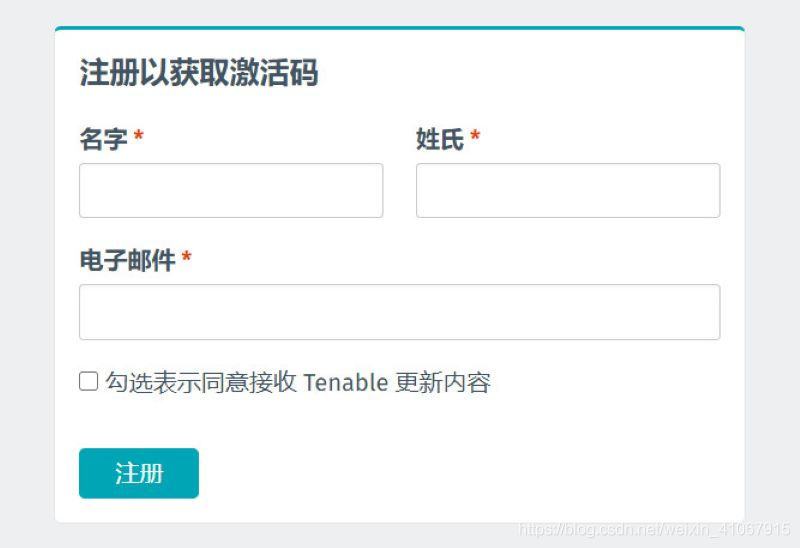 注册以获取激活码
名字 * 姓氏 *
电子邮件 *
勾选表示同意接收 Tenable 更新内容
注册
https://blog.csdn.net/weixin_41067915